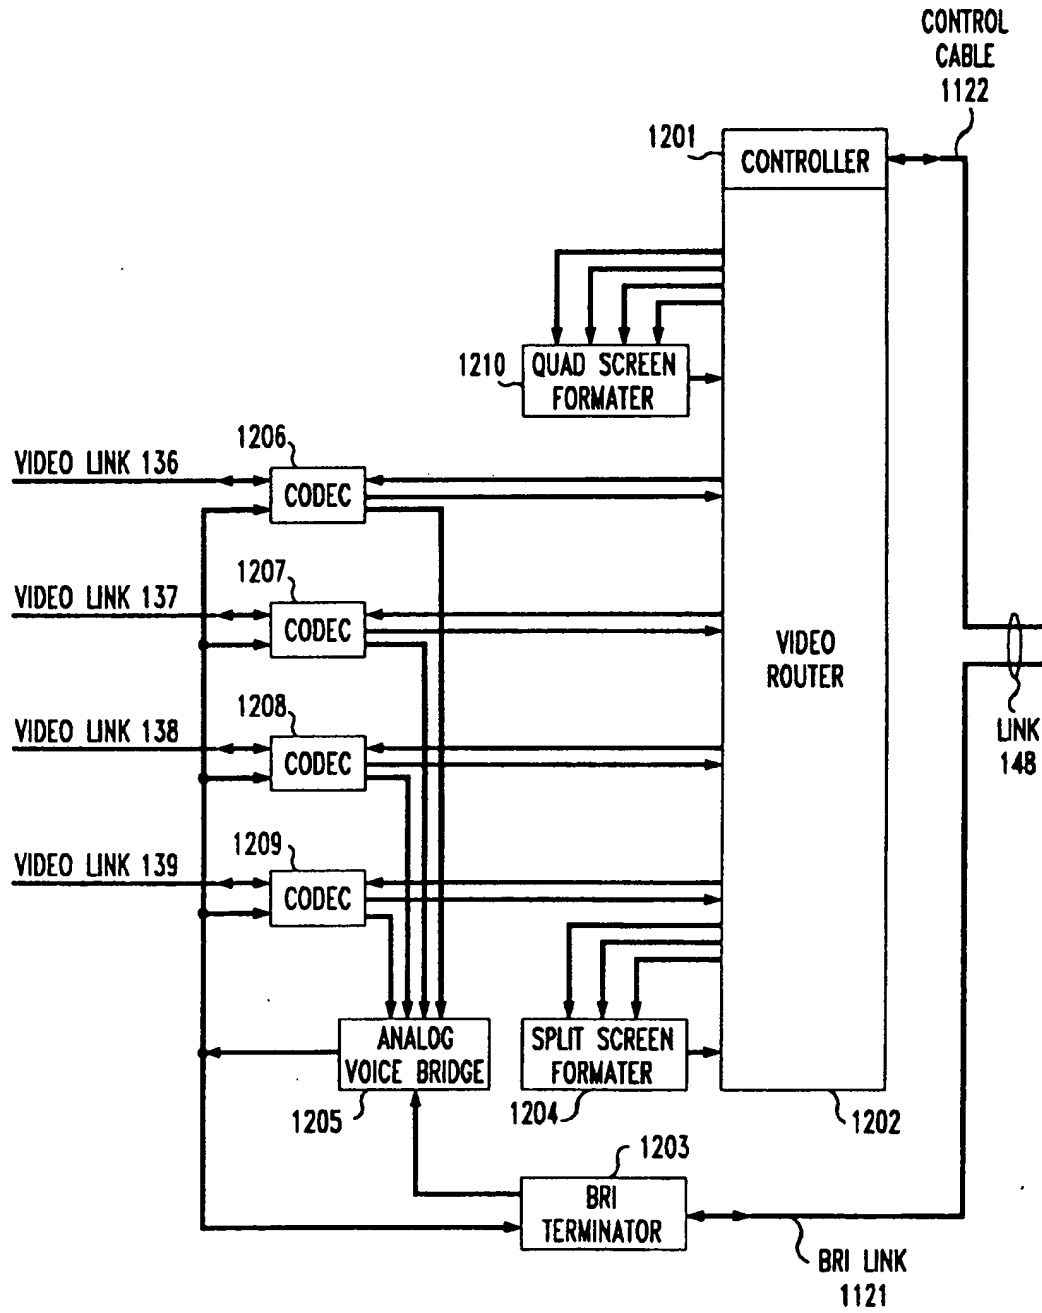 CONTROL
CABLE
1122
1201
CONTROLLER
1210
QUAD SCREEN
FORMATER
1206
VIDEO LINK 136
CODEC
1207
VIDEO LINK 137
CODEC
VIDEO
ROUTER
1208
VIDEO LINK 138
CODEC
LINK
148
1209
VIDEO LINK 139
CODEC
ANALOG
VOICE BRIDGE
SPLIT SCREEN
FORMATER
1205
1204
1202
1203
BRI
TERMINATOR
BRI LINK
1121